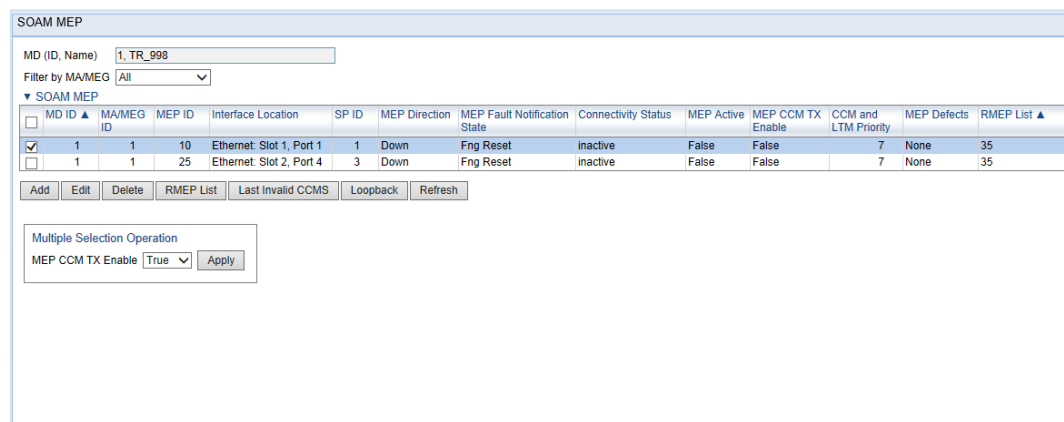 SOAM MEP
MD (ID, Name) 1, TR_998
Filter by MA/MEG All
▼ SOAM MEP
MD ID ▲ MA/MEG ID MEP ID Interface Location SP ID MEP Direction MEP Fault Notification State Connectivity Status MEP Active MEP CCM TX Enable CCM and LTM Priority MEP Defects RMEP List ▲
1 1 10 Ethernet: Slot 1, Port 1 1 Down Fng Reset inactive False False 7 None 35
1 1 25 Ethernet: Slot 2, Port 4 3 Down Fng Reset inactive False False 7 None 35
Add Edit Delete RMEP List Last Invalid CCMS Loopback Refresh
Multiple Selection Operation
MEP CCM TX Enable True Apply